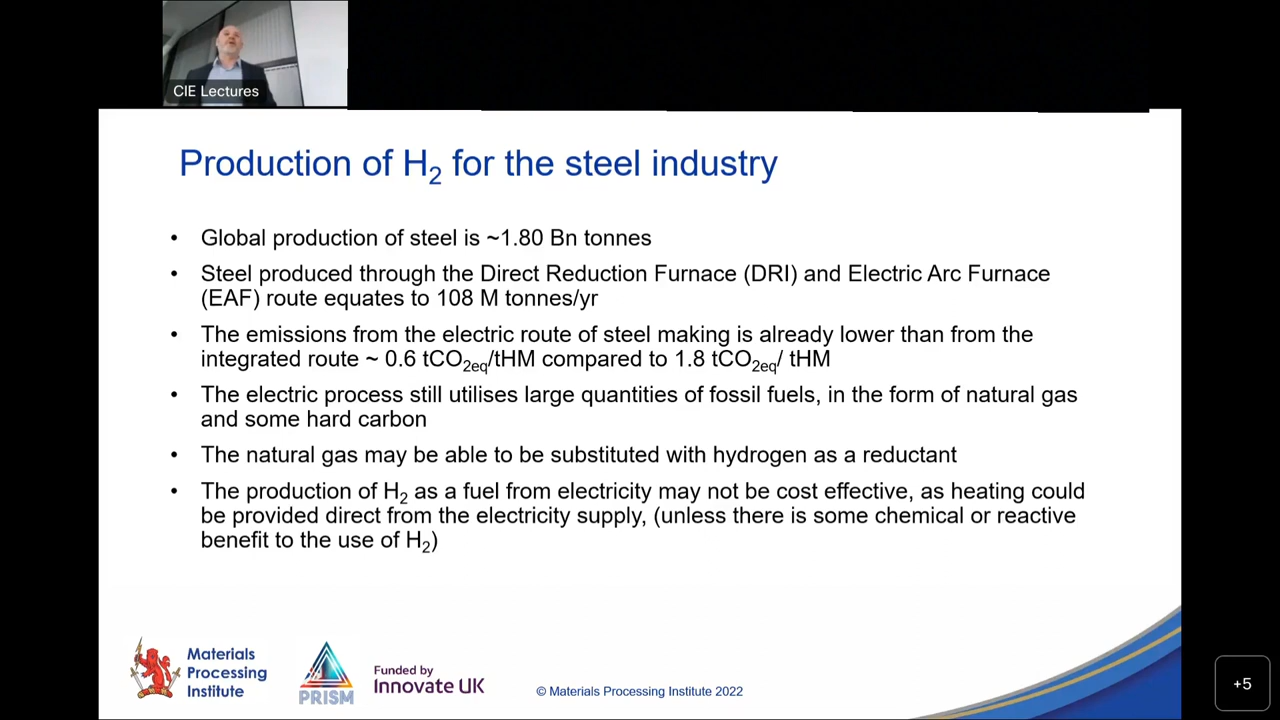 CIE Lectures
Production of H₂ for the steel industry
• Global production of steel is ~1.80 Bn tonnes
• Steel produced through the Direct Reduction Furnace (DRI) and Electric Arc Furnace
(EAF) route equates to 108 M tonnes/yr
• The emissions from the electric route of steel making is already lower than from the
integrated route ~ 0.6 tCO₂eq/tHM compared to 1.8 tCO₂eq/ tHM
• The electric process still utilises large quantities of fossil fuels, in the form of natural gas
and some hard carbon
• The natural gas may be able to be substituted with hydrogen as a reductant
• The production of H₂ as a fuel from electricity may not be cost effective, as heating could
be provided direct from the electricity supply, (unless there is some chemical or reactive
benefit to the use of H₂)
Materials
Processing
Institute
PRISM
Funded by
Innovate UK
© Materials Processing Institute 2022
+5